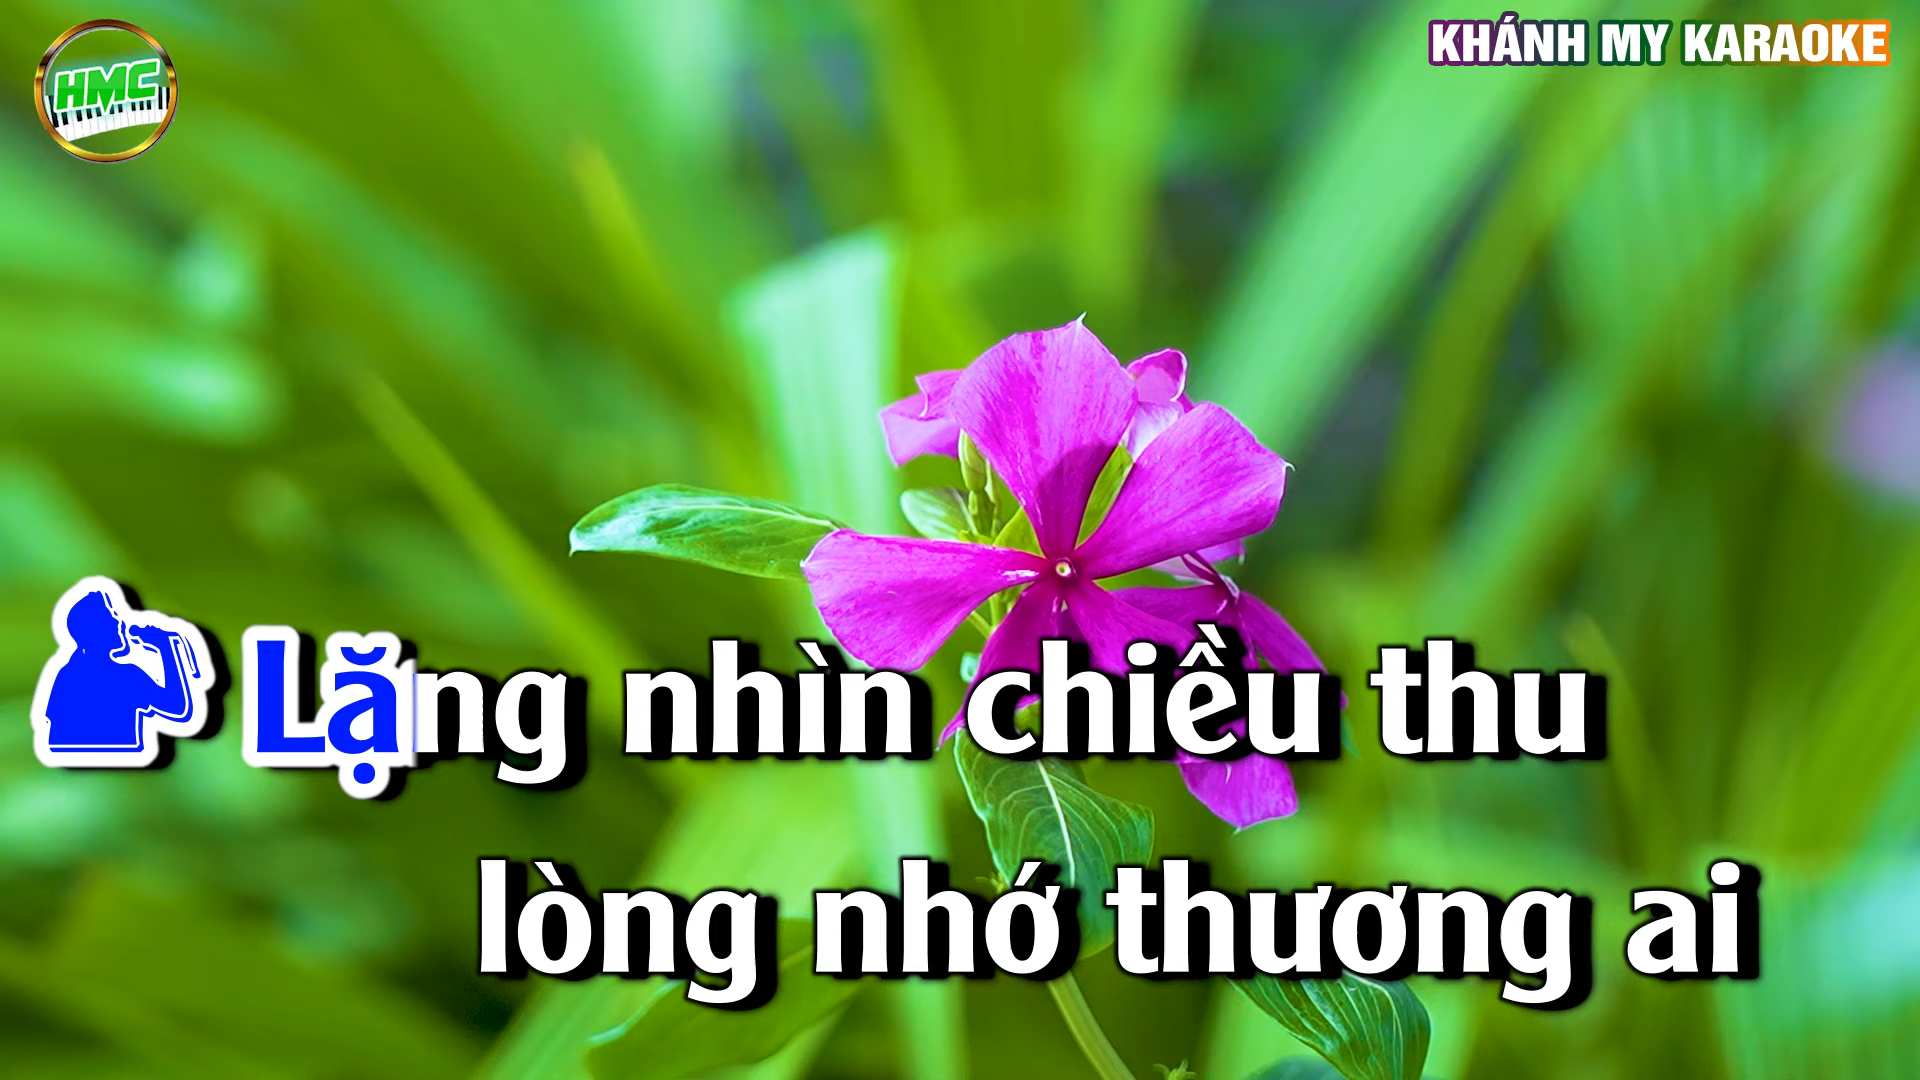 HMC
KHÁNH MY KARAOKE
Lặng nhìn chiều thu
lòng nhớ thương ai